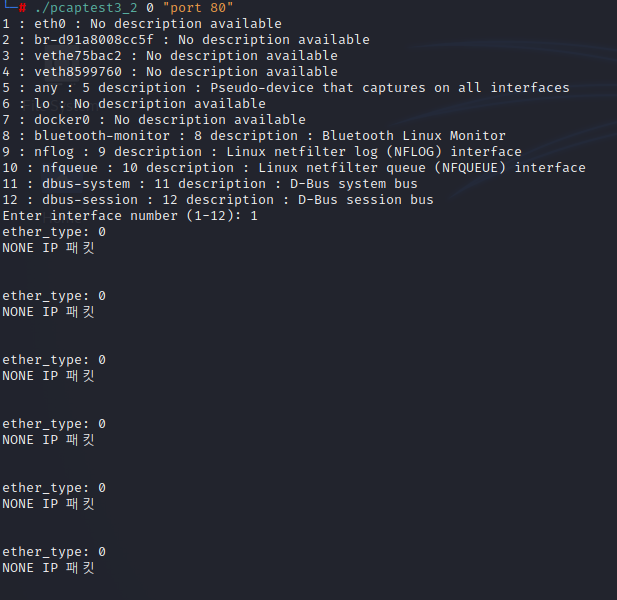 └─# ./pcaptest3_2 0 "port 80"
1 : eth0 : No description available
2 : br-d91a8008cc5f : No description available
3 : vethe75bac2 : No description available
4 : veth8599760 : No description available
5 : any : 5 description : Pseudo-device that captures on all interfaces
6 : lo : No description available
7 : docker0 : No description available
8 : bluetooth-monitor : 8 description : Bluetooth Linux Monitor
9 : nflog : 9 description : Linux netfilter log (NFLOG) interface
10 : nfqueue : 10 description : Linux netfilter queue (NFQUEUE) interface
11 : dbus-system : 11 description : D-Bus system bus
12 : dbus-session : 12 description : D-Bus session bus
Enter interface number (1-12): 1
ether_type: 0
NONE IP 패킷
ether_type: 0
NONE IP 패킷
ether_type: 0
NONE IP 패킷
ether_type: 0
NONE IP 패킷
ether_type: 0
NONE IP 패킷
ether_type: 0
NONE IP 패킷